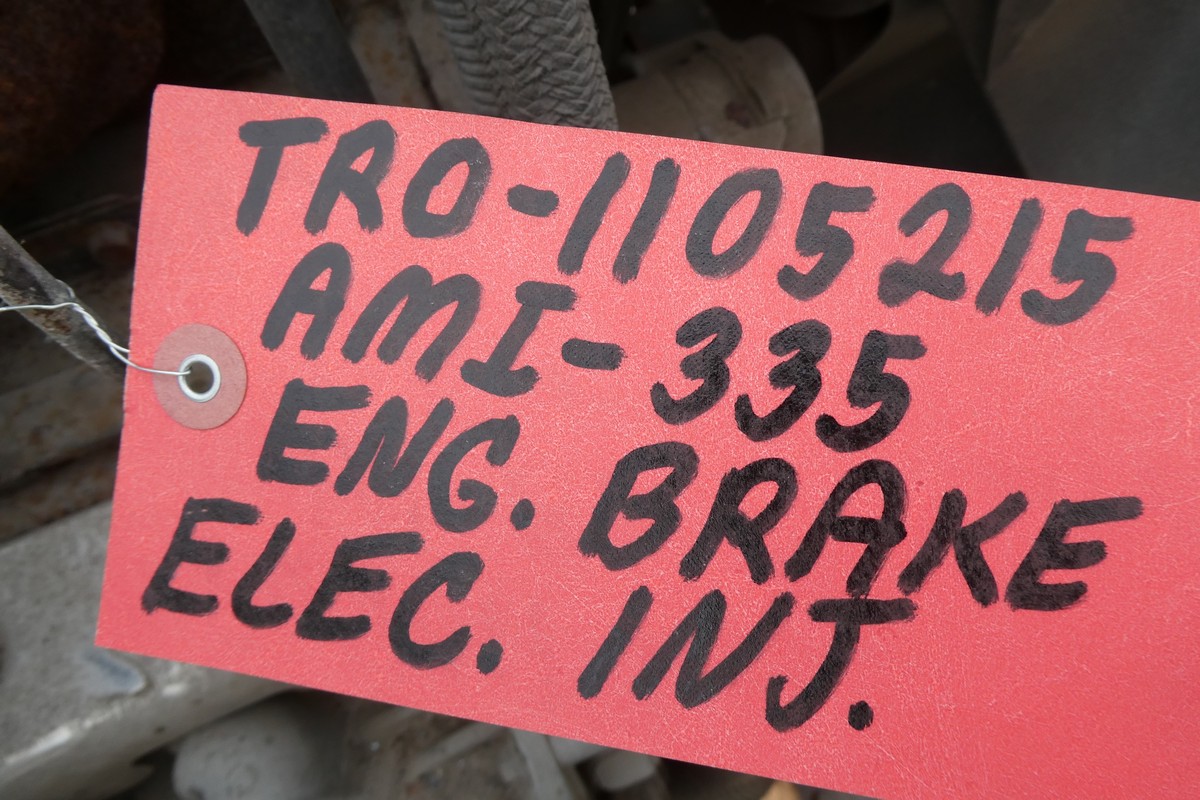 TRO-1105215
AMI-335
ENG. BRAKE
ELEC. INJ.